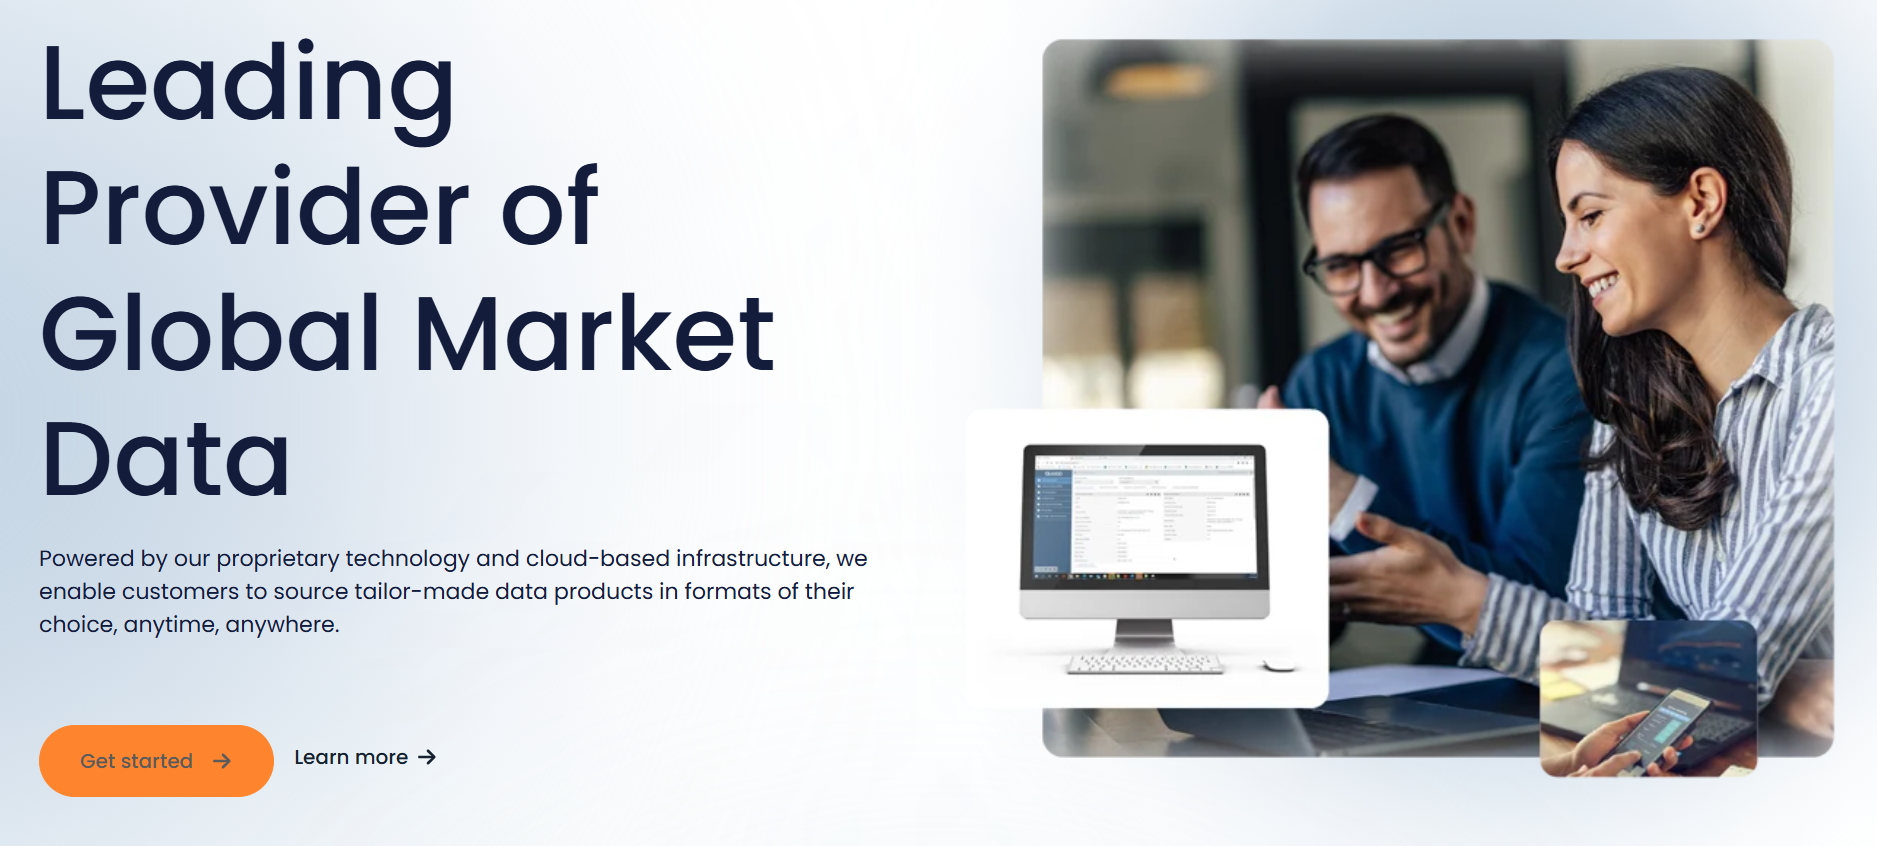 Leading
Provider of
Global Market
Data
Powered by our proprietary technology and cloud-based infrastructure, we
enable customers to source tailor-made data products in formats of their
choice, anytime, anywhere.
Get started
Learn more